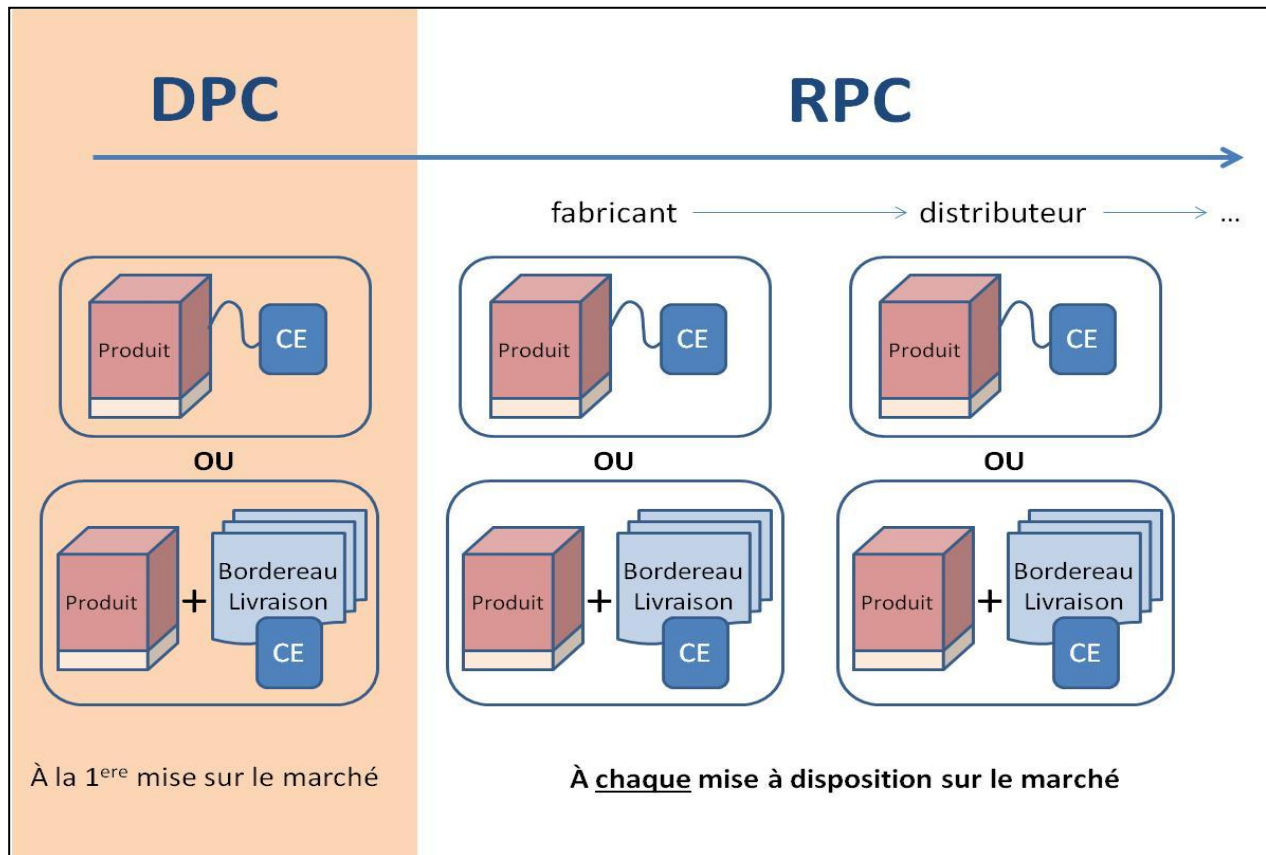 DPC
RPC
fabricant
distributeur
...
Produit
CE
Produit
CE
Produit
CE
OU
OU
OU
Produit
+
Bordereau
Livraison
CE
Produit
+
Bordereau
Livraison
CE
Produit
+
Bordereau
Livraison
CE
À la 1ere mise sur le marché
À chaque mise à disposition sur le marché